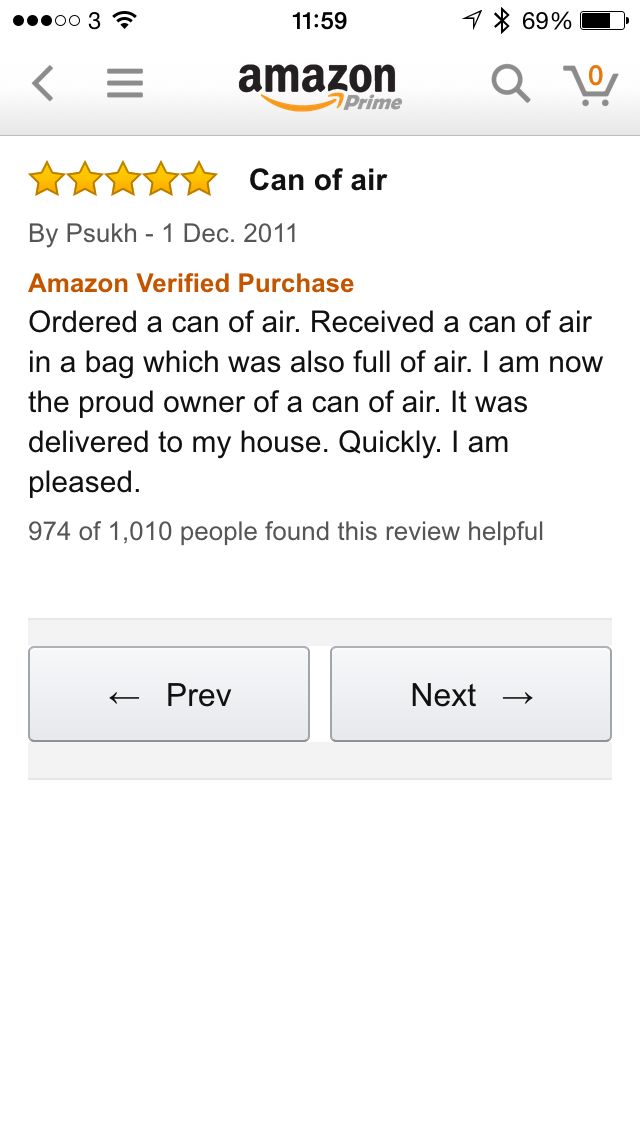 3 11:59 69%
amazon
Prime
0
Can of air
By Psukh - 1 Dec. 2011
Amazon Verified Purchase
Ordered a can of air. Received a can of air
in a bag which was also full of air. I am now
the proud owner of a can of air. It was
delivered to my house. Quickly. I am
pleased.
974 of 1,010 people found this review helpful
← Prev
Next →